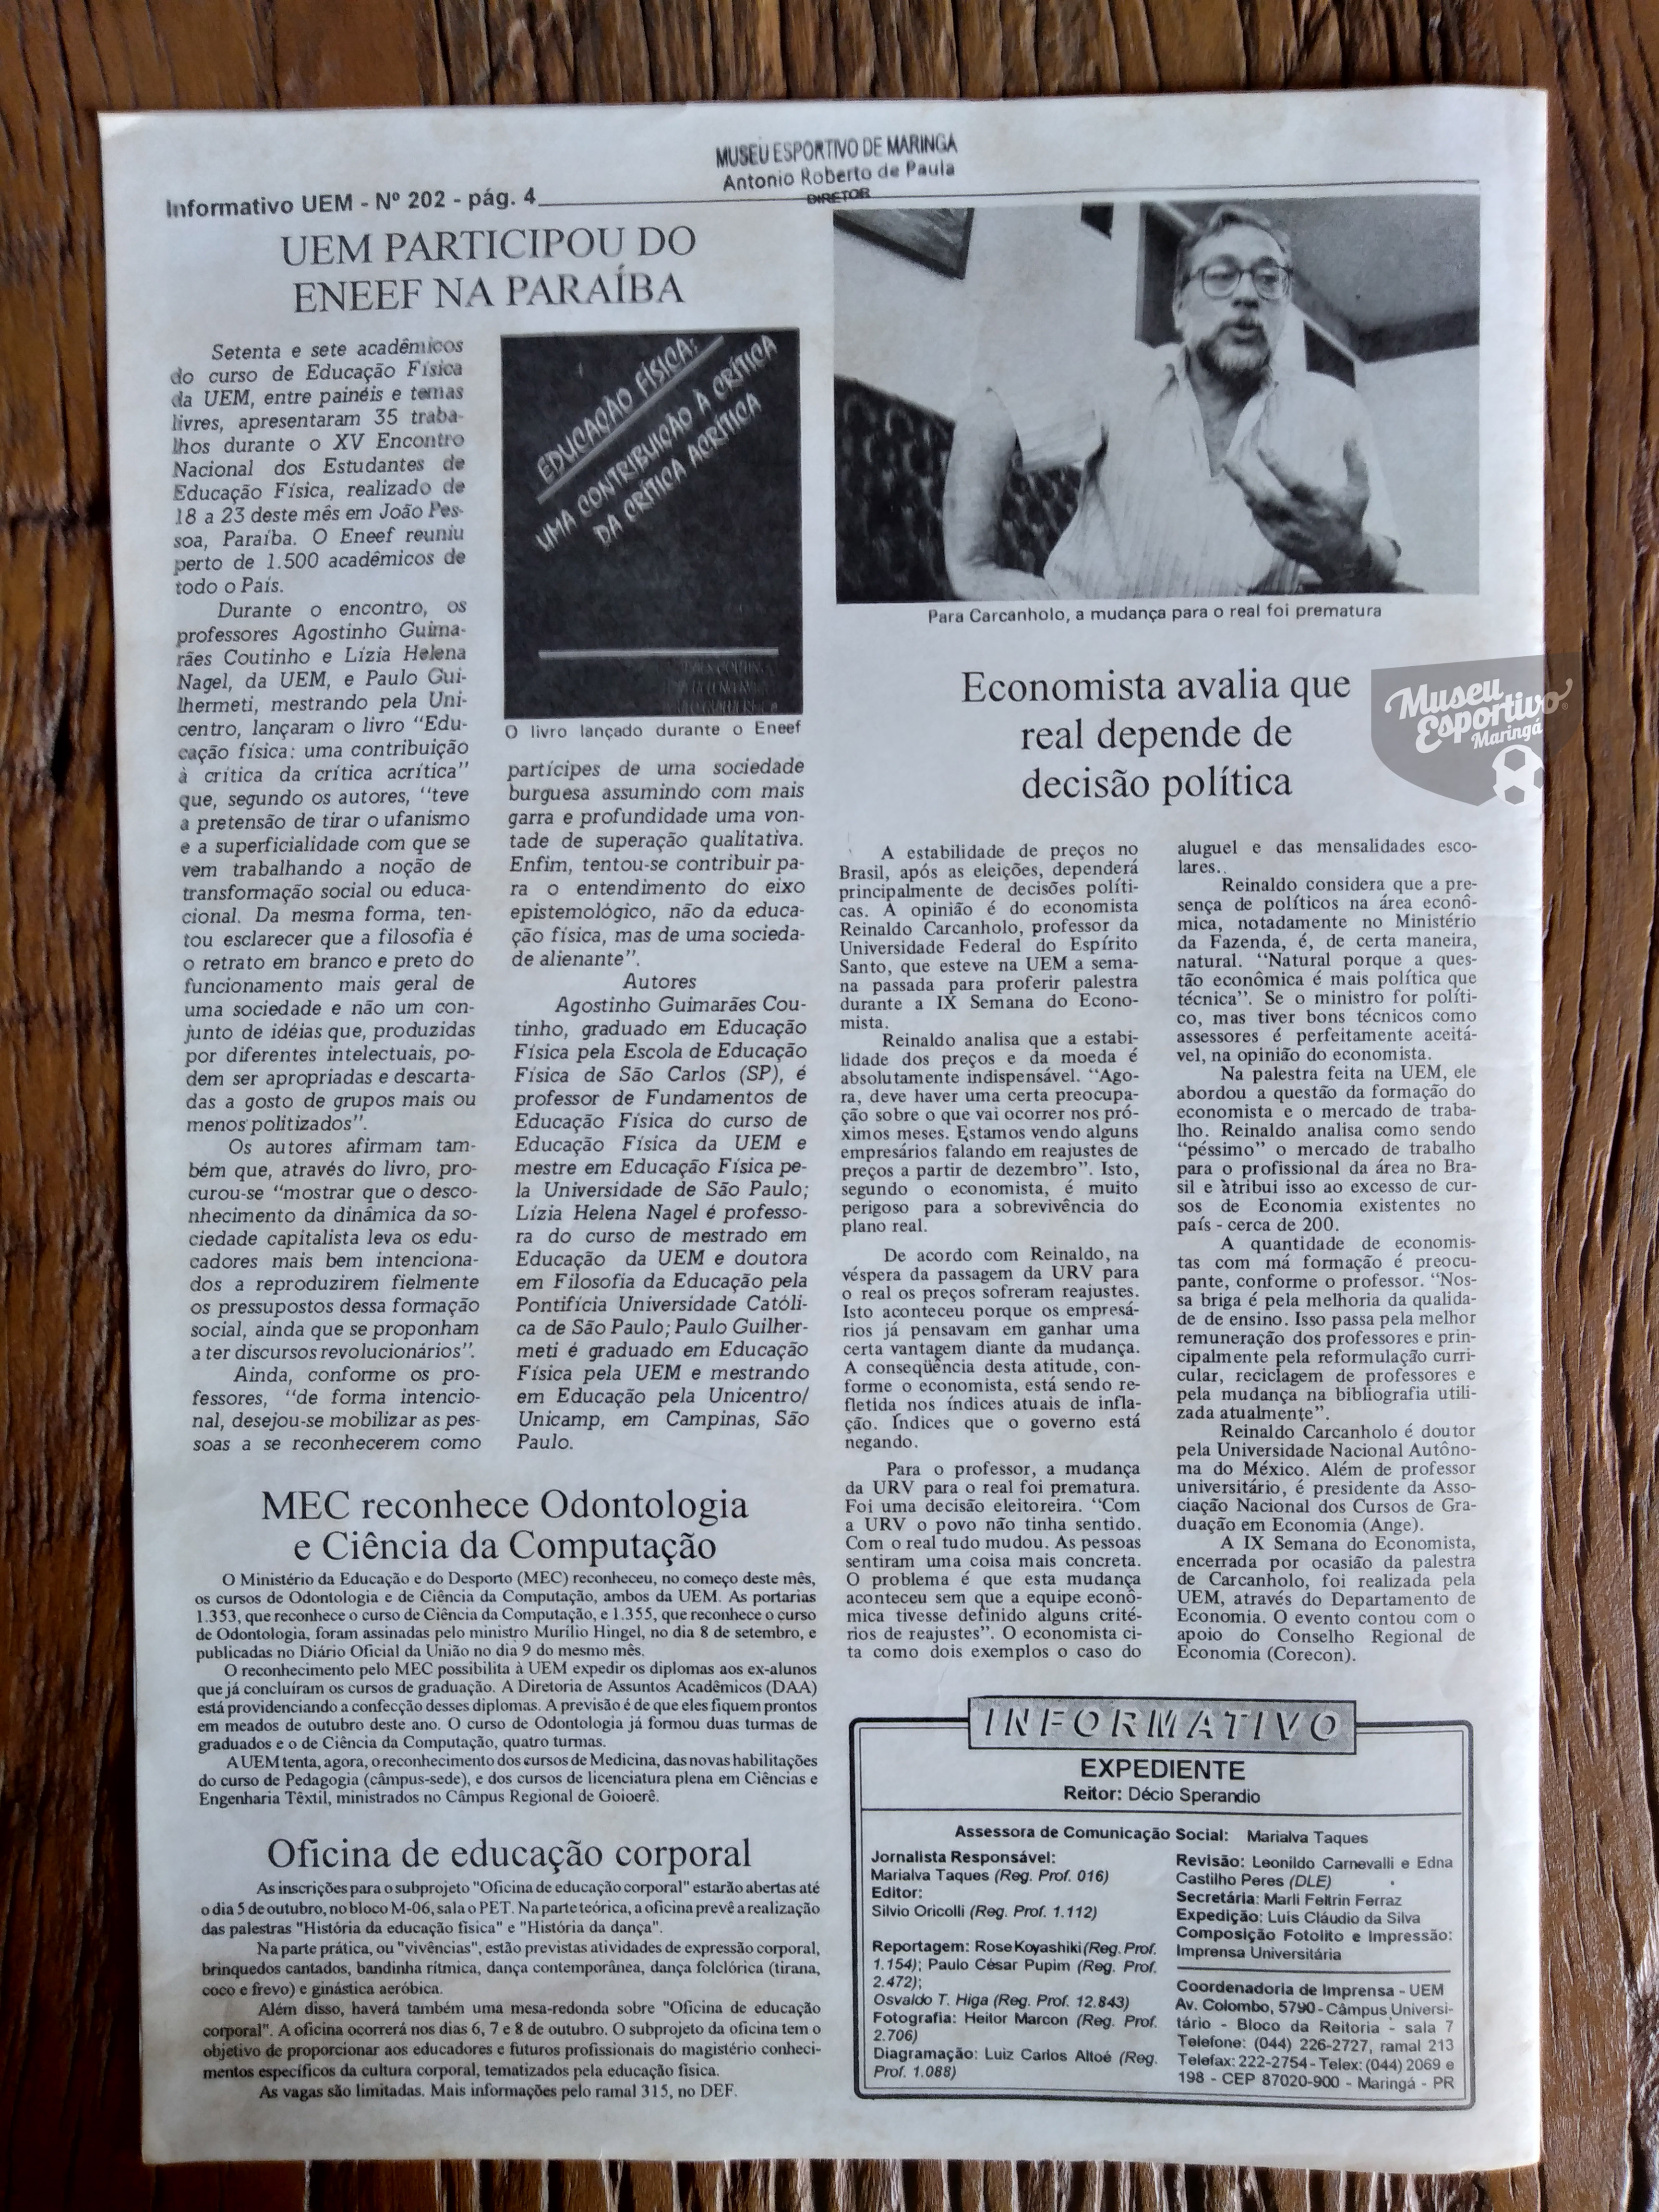 MUSEU ESPORTIVO DE MARINGA
Antonio Roberto de Paula
DIRETOR
Informativo UEM - Nº 202 - pág. 4
UEM PARTICIPOU DO
ENEEF NA PARAÍBA
Setenta e sete acadêmicos
do curso de Educação Física
da UEM, entre painéis e temas
livres, apresentaram 35 traba-
lhos durante o XV Encontro
Nacional dos Estudantes de
Educação Física, realizado de
18 a 23 deste mês em João Pes-
soa, Paraíba. O Eneef reuniu
perto de 1.500 acadêmicos de
todo o País.
Durante o encontro, os
professores Agostinho Guima-
rães Coutinho e Lízia Helena
Nagel, da UEM, e Paulo Gui-
lhermeti, mestrando pela Uni-
centro, lançaram o livro “Edu-
cação física: uma contribuição
à crítica da crítica acrítica”
que, segundo os autores, “teve
a pretensão de tirar o ufanismo
e a superficialidade com que se
vem trabalhando a noção de
transformação social ou educa-
cional. Da mesma forma, ten-
tou esclarecer que a filosofia é
o retrato em branco e preto do
funcionamento mais geral de
uma sociedade e não um con-
junto de idéias que, produzidas
por diferentes intelectuais, po-
dem ser apropriadas e descarta-
das a gosto de grupos mais ou
menos politizados”.
Os autores afirmam tam-
bém que, através do livro, pro-
curou-se “mostrar que o desco-
nhecimento da dinâmica da so-
ciedade capitalista leva os edu-
cadores mais bem intenciona-
dos a reproduzirem fielmente
os pressupostos dessa formação
social, ainda que se proponham
a ter discursos revolucionários”.
Ainda, conforme os pro-
fessores, “de forma intencio-
nal, desejou-se mobilizar as pes-
soas a se reconhecerem como
EDUCAÇÃO FÍSICA:
UMA CONTRIBUIÇÃO À CRÍTICA
DA CRÍTICA ACRÍTICA
O livro lançado durante o Eneef
partícipes de uma sociedade
burguesa assumindo com mais
garra e profundidade uma von-
tade de superação qualitativa.
Enfim, tentou-se contribuir pa-
ra o entendimento do eixo
epistemológico, não da educa-
ção física, mas de uma socieda-
de alienante”.
Autores
Agostinho Guimarães Cou-
tinho, graduado em Educação
Física pela Escola de Educação
Física de São Carlos (SP), é
professor de Fundamentos de
Educação Física do curso de
Educação Física da UEM e
mestre em Educação Física pe-
la Universidade de São Paulo;
Lízia Helena Nagel é professo-
ra do curso de mestrado em
Educação da UEM e doutora
em Filosofia da Educação pela
Pontifícia Universidade Católi-
ca de São Paulo; Paulo Guilher-
meti é graduado em Educação
Física pela UEM e mestrando
em Educação pela Unicentro/
Unicamp, em Campinas, São
Paulo.
MEC reconhece Odontologia
e Ciência da Computação
O Ministério da Educação e do Desporto (MEC) reconheceu, no começo deste mês,
os cursos de Odontologia e de Ciência da Computação, ambos da UEM. As portarias
1.353, que reconhece o curso de Ciência da Computação, e 1.355, que reconhece o curso
de Odontologia, foram assinadas pelo ministro Murílio Hingel, no dia 8 de setembro, e
publicadas no Diário Oficial da União no dia 9 do mesmo mês.
O reconhecimento pelo MEC possibilita à UEM expedir os diplomas aos ex-alunos
que já concluíram os cursos de graduação. A Diretoria de Assuntos Acadêmicos (DAA)
está providenciando a confecção desses diplomas. A previsão é de que eles fiquem prontos
em meados de outubro deste ano. O curso de Odontologia já formou duas turmas de
graduados e o de Ciência da Computação, quatro turmas.
A UEM tenta, agora, o reconhecimento dos cursos de Medicina, das novas habilitações
do curso de Pedagogia (câmpus-sede), e dos cursos de licenciatura plena em Ciências e
Engenharia Têxtil, ministrados no Câmpus Regional de Goioerê.
Oficina de educação corporal
As inscrições para o subprojeto "Oficina de educação corporal" estarão abertas até
o dia 5 de outubro, no bloco M-06, sala o PET. Na parte teórica, a oficina prevê a realização
das palestras "História da educação física" e "História da dança".
Na parte prática, ou "vivências", estão previstas atividades de expressão corporal,
brinquedos cantados, bandinha rítmica, dança contemporânea, dança folclórica (tirana,
coco e frevo) e ginástica aeróbica.
Além disso, haverá também uma mesa-redonda sobre "Oficina de educação
corporal". A oficina ocorrerá nos dias 6, 7 e 8 de outubro. O subprojeto da oficina tem o
objetivo de proporcionar aos educadores e futuros profissionais do magistério conheci-
mentos específicos da cultura corporal, tematizados pela educação física.
As vagas são limitadas. Mais informações pelo ramal 315, no DEF.
Para Carcanholo, a mudança para o real foi prematura
Economista avalia que
real depende de
decisão política
Museu
Esportivo
Maringá
A estabilidade de preços no
Brasil, após as eleições, dependerá
principalmente de decisões políti-
cas. A opinião é do economista
Reinaldo Carcanholo, professor da
Universidade Federal do Espírito
Santo, que esteve na UEM a sema-
na passada para proferir palestra
durante a IX Semana do Econo-
mista.
Reinaldo analisa que a estabi-
lidade dos preços e da moeda é
absolutamente indispensável. “Ago-
ra, deve haver uma certa preocupa-
ção sobre o que vai ocorrer nos pró-
ximos meses. Estamos vendo alguns
empresários falando em reajustes de
preços a partir de dezembro”. Isto,
segundo o economista, é muito
perigoso para a sobrevivência do
plano real.
De acordo com Reinaldo, na
véspera da passagem da URV para
o real os preços sofreram reajustes.
Isto aconteceu porque os empresá-
rios já pensavam em ganhar uma
certa vantagem diante da mudança.
A conseqüência desta atitude, con-
forme o economista, está sendo re-
fletida nos índices atuais de infla-
ção. Índices que o governo está
negando.
Para o professor, a mudança
da URV para o real foi prematura.
Foi uma decisão eleitoreira. “Com
a URV o povo não tinha sentido.
Com o real tudo mudou. As pessoas
sentiram uma coisa mais concreta.
O problema é que esta mudança
aconteceu sem que a equipe econô-
mica tivesse definido alguns crité-
rios de reajustes”. O economista ci-
ta como dois exemplos o caso do
aluguel e das mensalidades esco-
lares..
Reinaldo considera que a pre-
sença de políticos na área econô-
mica, notadamente no Ministério
da Fazenda, é, de certa maneira,
natural. “Natural porque a ques-
tão econômica é mais política que
técnica”. Se o ministro for políti-
co, mas tiver bons técnicos como
assessores é perfeitamente aceitá-
vel, na opinião do economista.
Na palestra feita na UEM, ele
abordou a questão da formação do
economista e o mercado de traba-
lho. Reinaldo analisa como sendo
“péssimo” o mercado de trabalho
para o profissional da área no Bra-
sil e atribui isso ao excesso de cur-
sos de Economia existentes no
país - cerca de 200.
A quantidade de economis-
tas com má formação é preocu-
pante, conforme o professor. “Nos-
sa briga é pela melhoria da qualida-
de de ensino. Isso passa pela melhor
remuneração dos professores e prin-
cipalmente pela reformulação curri-
cular, reciclagem de professores e
pela mudança na bibliografia utili-
zada atualmente”.
Reinaldo Carcanholo é doutor
pela Universidade Nacional Autôno-
ma do México. Além de professor
universitário, é presidente da Asso-
ciação Nacional dos Cursos de Gra-
duação em Economia (Ange).
A IX Semana do Economista,
encerrada por ocasião da palestra
de Carcanholo, foi realizada pela
UEM, através do Departamento de
Economia. O evento contou com o
apoio do Conselho Regional de
Economia (Corecon).
INFORMATIVO
EXPEDIENTE
Reitor: Décio Sperandio
Assessora de Comunicação Social: Marialva Taques
Jornalista Responsável:
Marialva Taques (Reg. Prof. 016)
Editor:
Silvio Oricolli (Reg. Prof. 1.112)
Reportagem: Rose Koyashiki (Reg. Prof.
1.154); Paulo César Pupim (Reg. Prof.
2.472);
Osvaldo T. Higa (Reg. Prof. 12.843)
Fotografia: Heitor Marcon (Reg. Prof.
2.706)
Diagramação: Luiz Carlos Altoé (Reg.
Prof. 1.088)
Revisão: Leonildo Carnevalli e Edna
Castilho Peres (DLE)
Secretária: Marli Feltrin Ferraz
Expedição: Luis Cláudio da Silva
Composição Fotolito e Impressão:
Imprensa Universitária
Coordenadoria de Imprensa - UEM
Av. Colombo, 5790 - Câmpus Universi-
tário - Bloco da Reitoria - sala 7
Telefone: (044) 226-2727, ramal 213
Telefax: 222-2754 - Telex: (044) 2069 e
198 - CEP 87020-900 - Maringá - PR